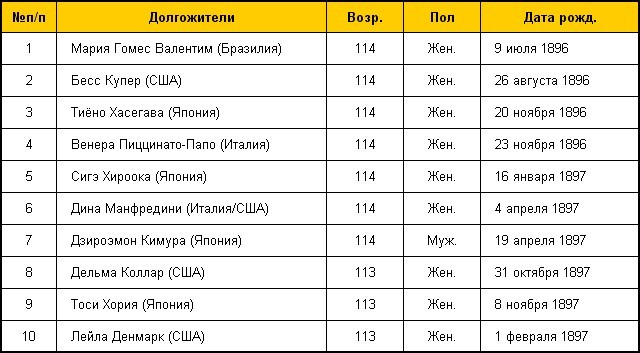 №п/п Долгожители Возр. Пол Дата рожд.
1 Мария Гомес Валентим (Бразилия) 114 Жен. 9 июля 1896
2 Бесс Купер (США) 114 Жен. 26 августа 1896
3 Тиёно Хасегава (Япония) 114 Жен. 20 ноября 1896
4 Венера Пиццинато-Папо (Италия) 114 Жен. 23 ноября 1896
5 Сигэ Хироока (Япония) 114 Жен. 16 января 1897
6 Дина Манфредини (Италия/США) 114 Жен. 4 апреля 1897
7 Дзироэмон Кимура (Япония) 114 Муж. 19 апреля 1897
8 Дельма Коллар (США) 113 Жен. 31 октября 1897
9 Тоси Хория (Япония) 113 Жен. 8 ноября 1897
10 Лейла Денмарк (США) 113 Жен. 1 февраля 1897